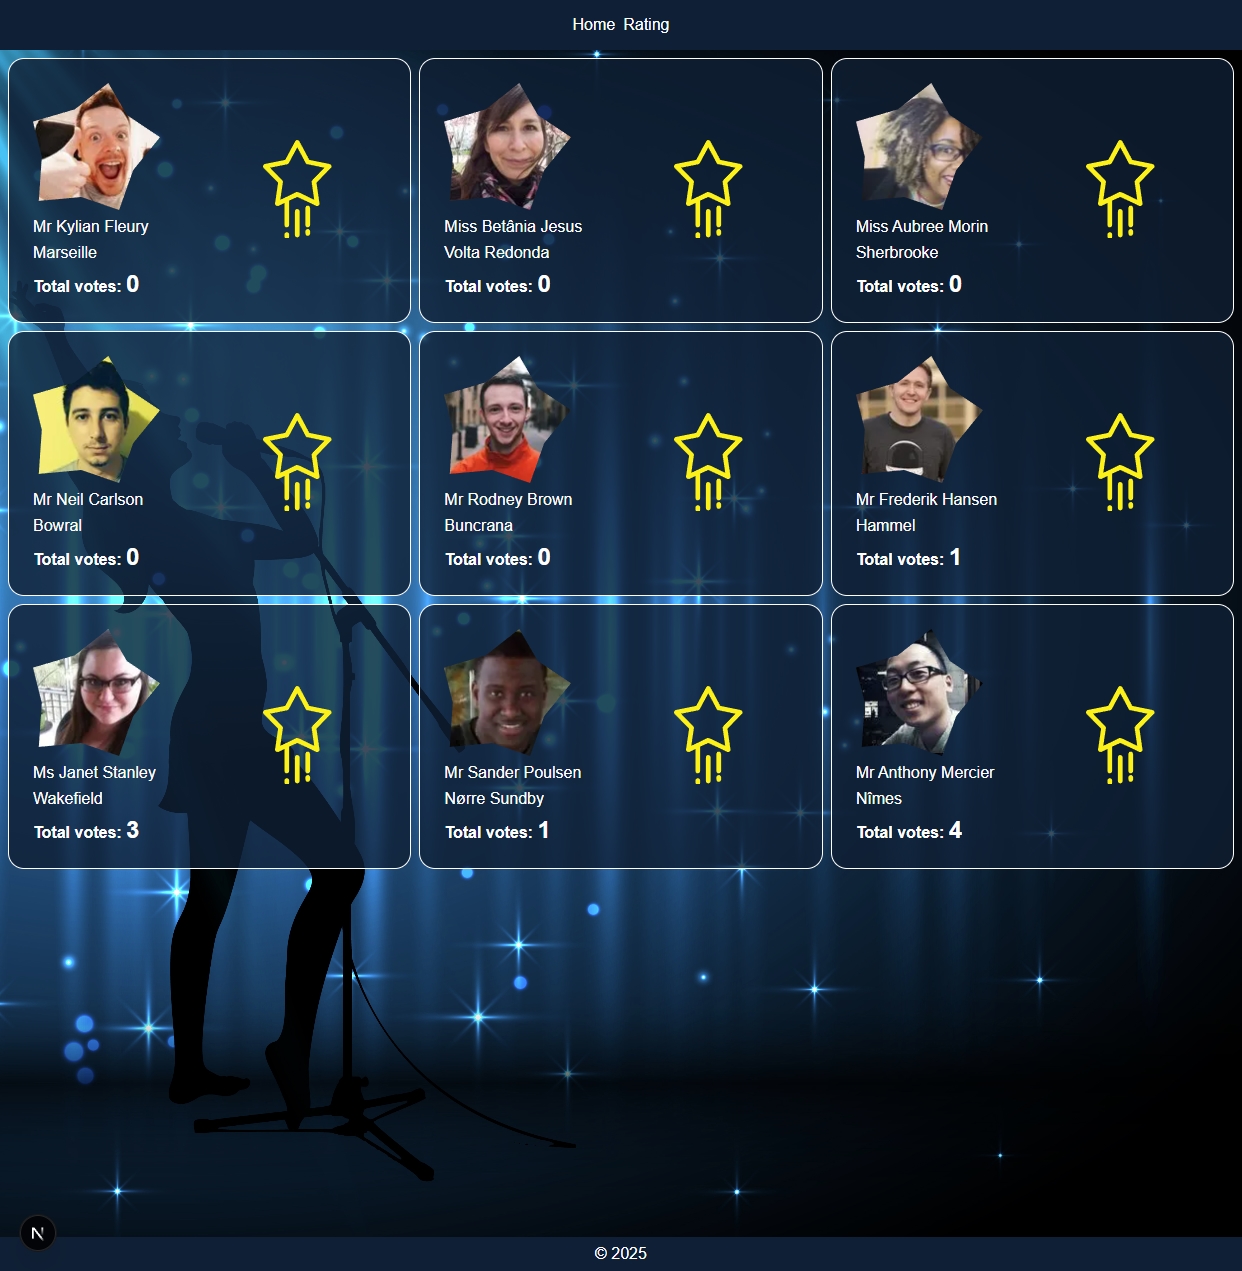 Home Rating
Mr Kylian Fleury
Marseille
Total votes: 0
Miss Betânia Jesus
Volta Redonda
Total votes: 0
Miss Aubree Morin
Sherbrooke
Total votes: 0
Mr Neil Carlson
Bowral
Total votes: 0
Mr Rodney Brown
Buncrana
Total votes: 0
Mr Frederik Hansen
Hammel
Total votes: 1
Ms Janet Stanley
Wakefield
Total votes: 3
Mr Sander Poulsen
Nørre Sundby
Total votes: 1
Mr Anthony Mercier
Nîmes
Total votes: 4
N
© 2025